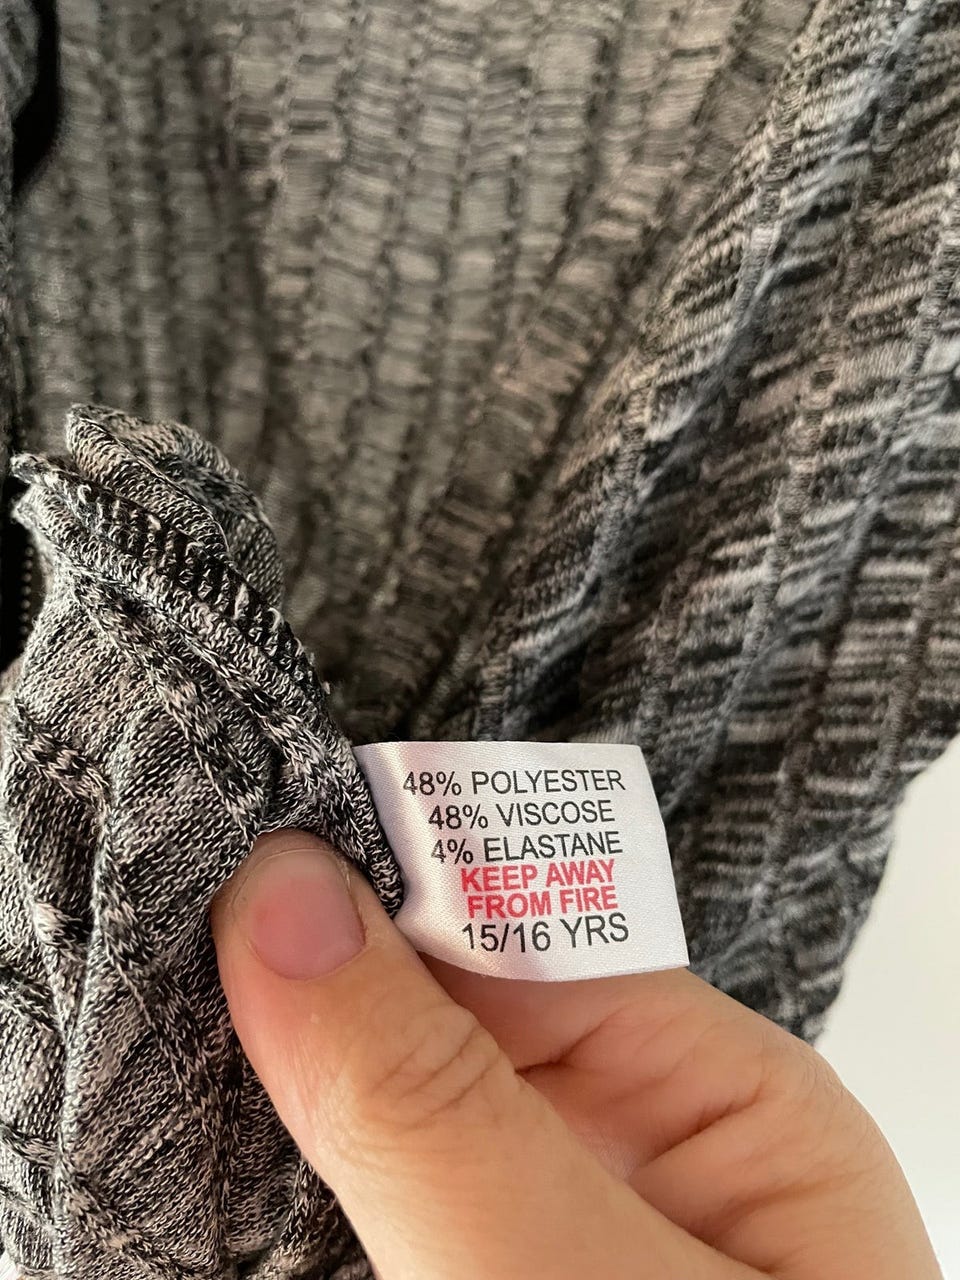 48% POLYESTER
48% VISCOSE
4% ELASTANE
KEEP AWAY
FROM FIRE
15/16 YRS